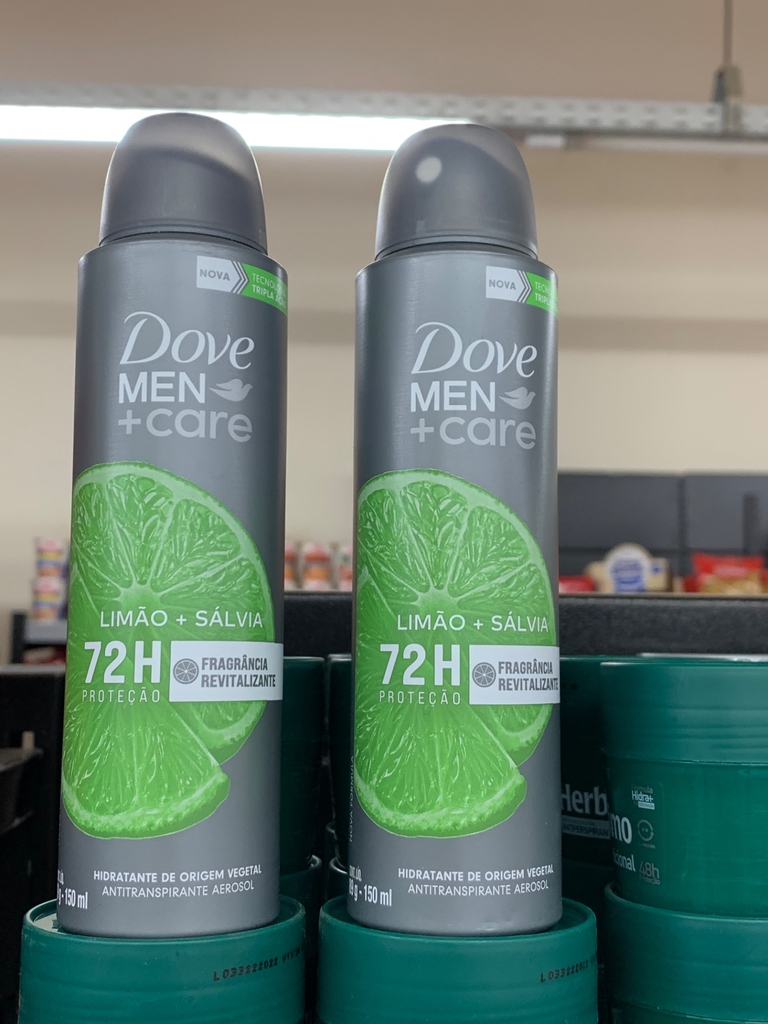 NOVA
Dove
MEN
+care
LIMÃO + SÁLVIA
72H
PROTEÇÃO
FRAGRÂNCIA
REVITALIZANTE
HIDRATANTE DE ORIGEM VEGETAL
ANTITRANSPIRANTE AEROSOL
150 ml
NOVA
Dove
MEN
+care
LIMÃO + SÁLVIA
72H
PROTEÇÃO
FRAGRÂNCIA
REVITALIZANTE
HIDRATANTE DE ORIGEM VEGETAL
ANTITRANSPIRANTE AEROSOL
150 ml
Herb
Hidra+
48h